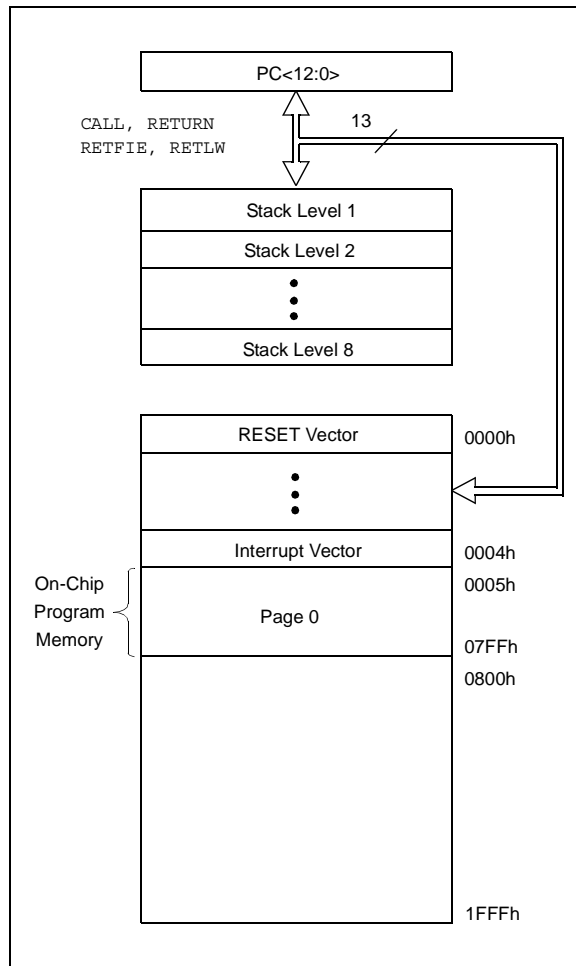 PC<12:0>
CALL, RETURN
RETFIE, RETLW
13
Stack Level 1
Stack Level 2
Stack Level 8
RESET Vector
0000h
Interrupt Vector
0004h
On-Chip
Program
Memory
0005h
Page 0
07FFh
0800h
1FFFh